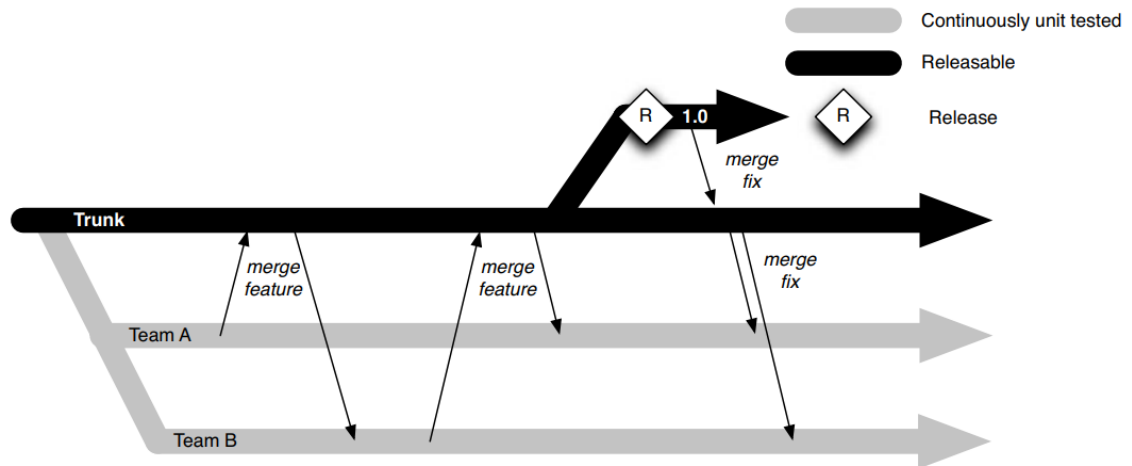 Continuously unit tested
Releasable
R
Release
R
1.0
merge
fix
Trunk
merge
feature
merge
feature
merge
fix
Team A
Team B